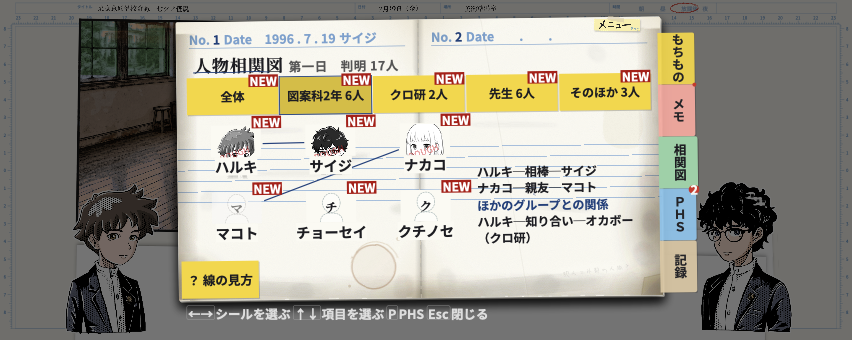 メニュー
No. 1 Date 1996 . 7 . 19 サイジ
No. 2 Date . .
人物相関図 第一日 判明 17人
NEW NEW NEW NEW NEW
全体 図案科2年 6人 クロ研 2人 先生 6人 そのほか 3人
NEW NEW NEW
ハルキ サイジ ナカコ
NEW NEW NEW
マ チ ク
マコト チョーセイ クチノセ
ハルキ―相棒―サイジ
ナカコ―親友―マコト
ほかのグループとの関係
ハルキ―知り合い―オカボー
(クロ研)
? 線の見方
もちもの
メモ
相関図
2
PHS
記録
←→シールを選ぶ ↑↓項目を選ぶ P PHS Esc 閉じる